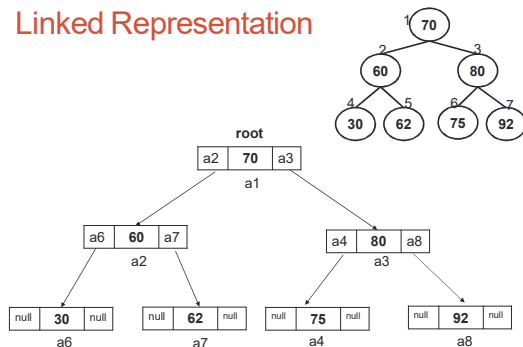 Linked Representation
1 70
2 3
60 80
4 5 6 7
30 62 75 92
root
a2 70 a3
a1
a6 60 a7
a2
a4 80 a8
a3
null 30 null
a6
null 62 null
a7
null 75 null
a4
null 92 null
a8